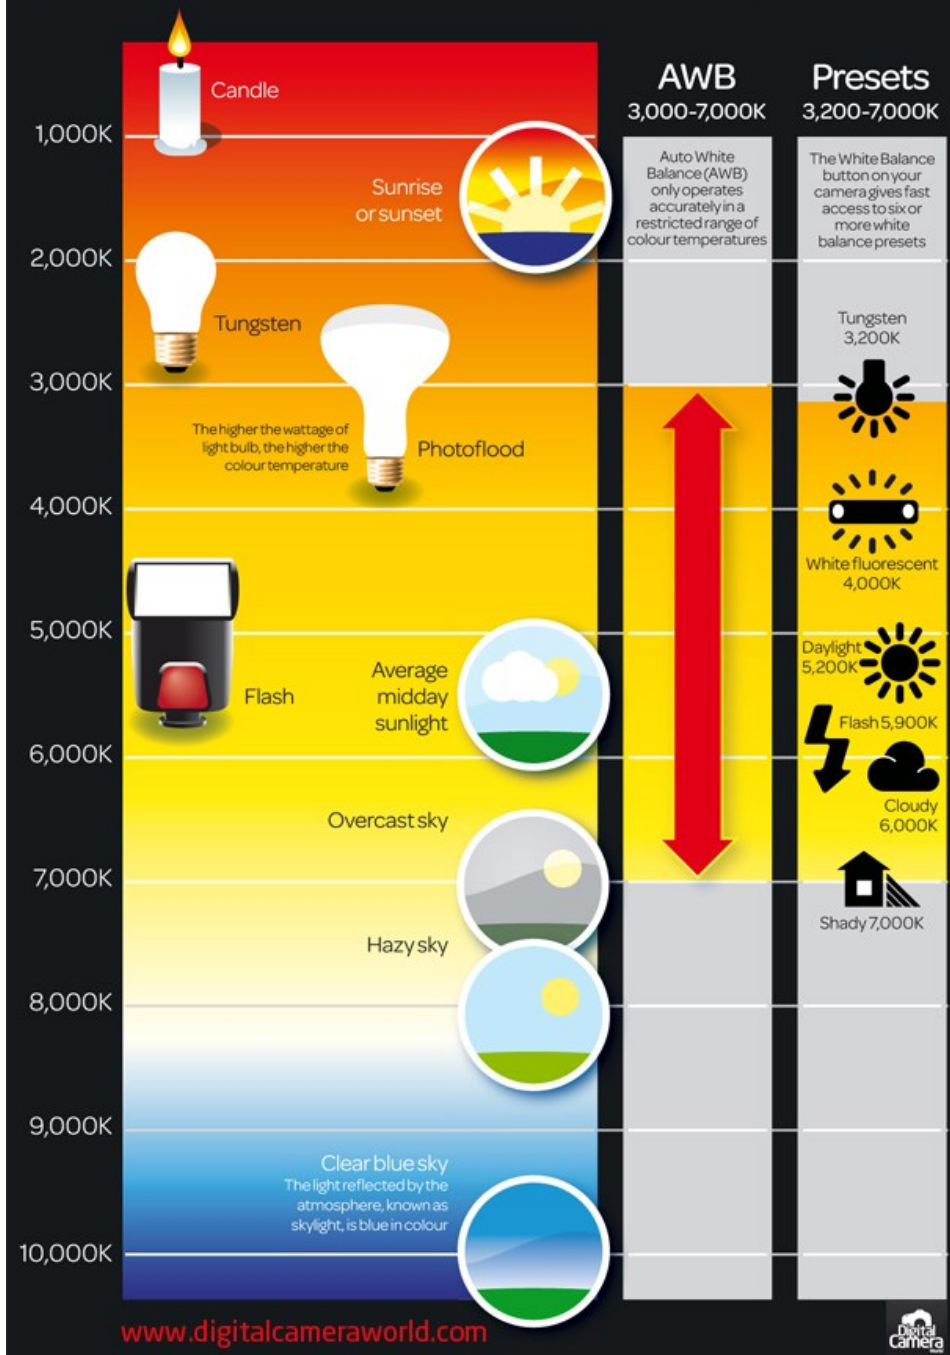 Candle
1,000K
Sunrise
or sunset
2,000K
Tungsten
3,000K
The higher the wattage of
light bulb, the higher the
colour temperature
Photoflood
4,000K
5,000K
Flash
Average
midday
sunlight
6,000K
Overcast sky
7,000K
Hazy sky
8,000K
9,000K
Clear blue sky
The light reflected by the
atmosphere, known as
skylight, is blue in colour
10,000K
AWB
3,000-7,000K
Auto White
Balance (AWB)
only operates
accurately in a
restricted range of
colour temperatures
Presets
3,200-7,000K
The White Balance
button on your
camera gives fast
access to six or
more white
balance presets
Tungsten
3,200K
White fluorescent
4,000K
Daylight
5,200K
Flash 5,900K
Cloudy
6,000K
Shady 7,000K
www.digitalcameraworld.com
Digital
Camera
World